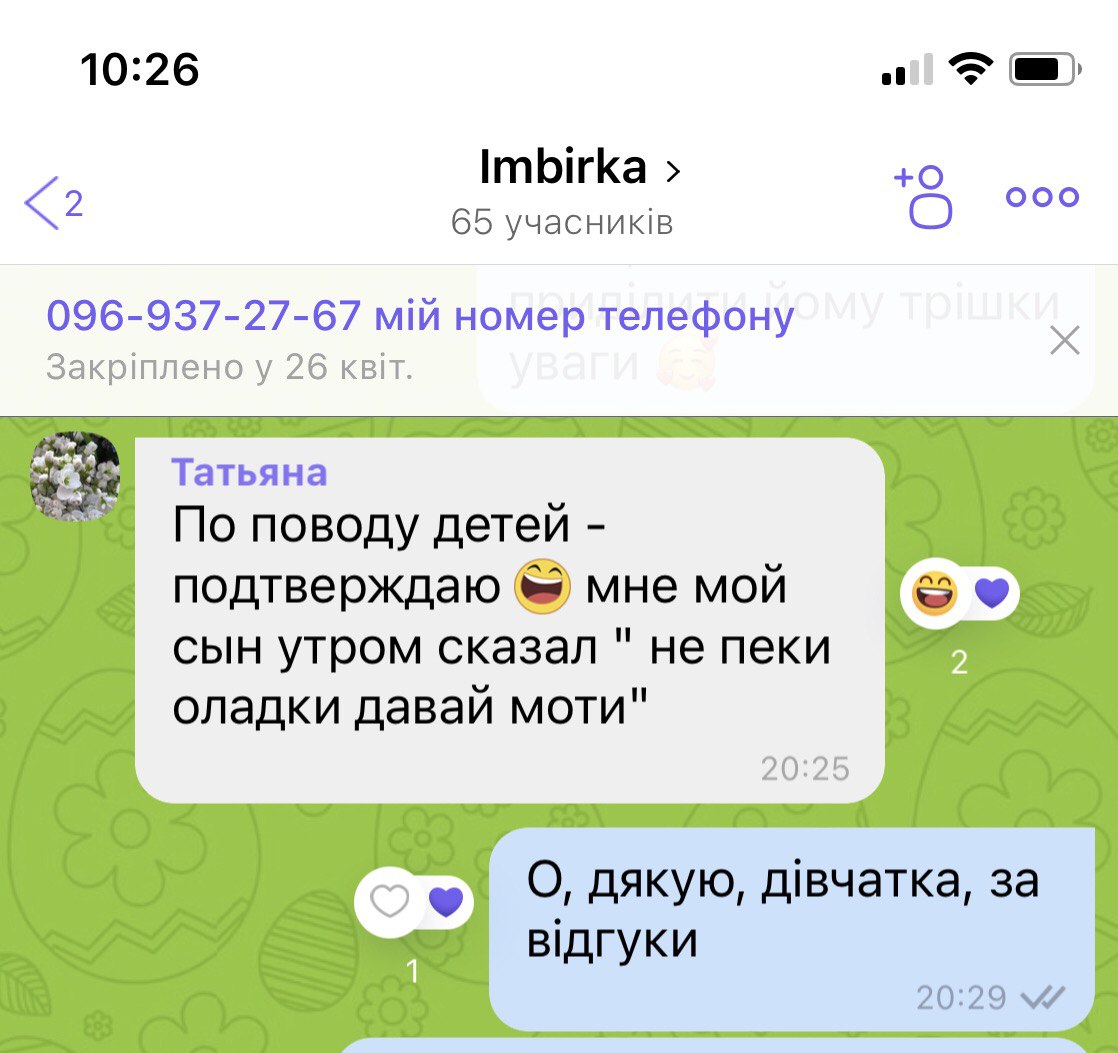 10:26
2
Imbirka
65 учасників
приділити йому трішки
уваги
096-937-27-67 мій номер телефону
Закріплено у 26 квіт.
Татьяна
По поводу детей -
подтверждаю мне мой
сын утром сказал " не пеки
оладки давай моти"
20:25
2
О, дякую, дівчатка, за
відгуки
20:29
1